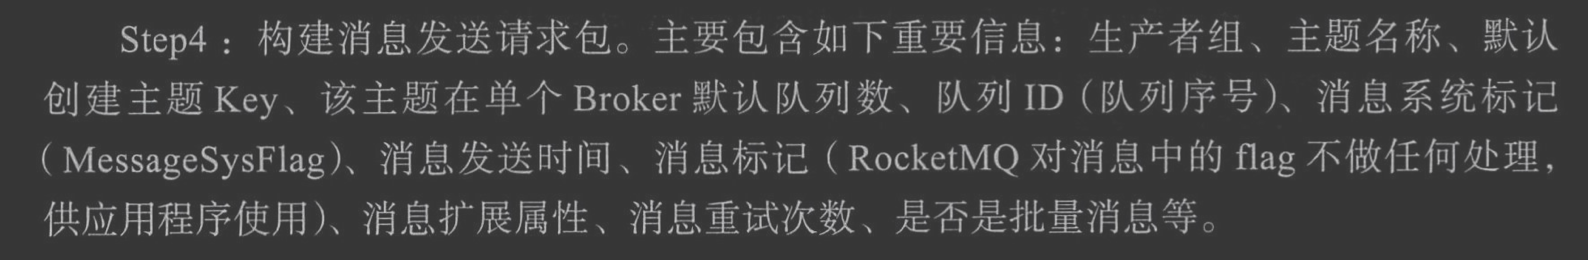 Step4：构建消息发送请求包。主要包含如下重要信息：生产者组、主题名称、默认
创建主题 Key、该主题在单个 Broker 默认队列数、队列 ID（队列序号）、消息系统标记
（MessageSysFlag）、消息发送时间、消息标记（RocketMQ 对消息中的 flag 不做任何处理，
供应用程序使用）、消息扩展属性、消息重试次数、是否是批量消息等。